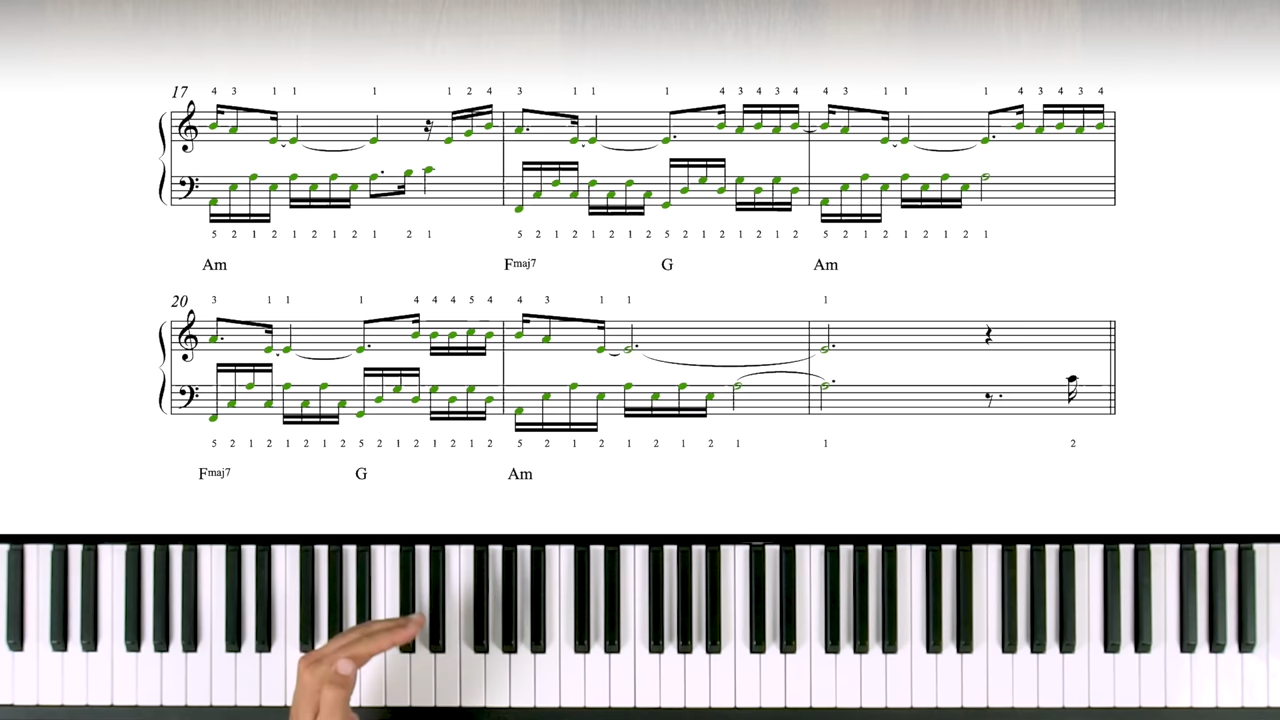 17
4 3 1 1 1 1 2 4 3 1 1 1 4 3 4 3 4 4 3 1 1 1 4 3 4 3 4
5 2 1 2 1 2 1 2 1 2 1 5 2 1 2 1 2 1 2 5 2 1 2 1 2 1 2 5 2 1 2 1 2 1 2 1
Am Fmaj7 G Am
20
3 1 1 1 4 4 4 5 4 4 3 1 1 1
5 2 1 2 1 2 1 2 5 2 1 2 1 2 1 2 5 2 1 2 1 2 1 2 1 1 2
Fmaj7 G Am